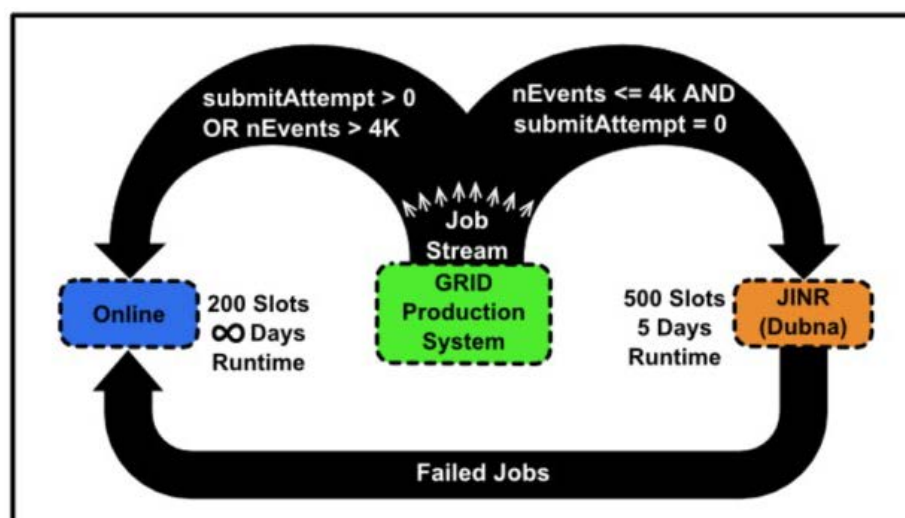 submitAttempt > 0
OR nEvents > 4K
nEvents <= 4k AND
submitAttempt = 0
Job
Stream
Online
200 Slots
∞ Days
Runtime
GRID
Production
System
500 Slots
5 Days
Runtime
JINR
(Dubna)
Failed Jobs